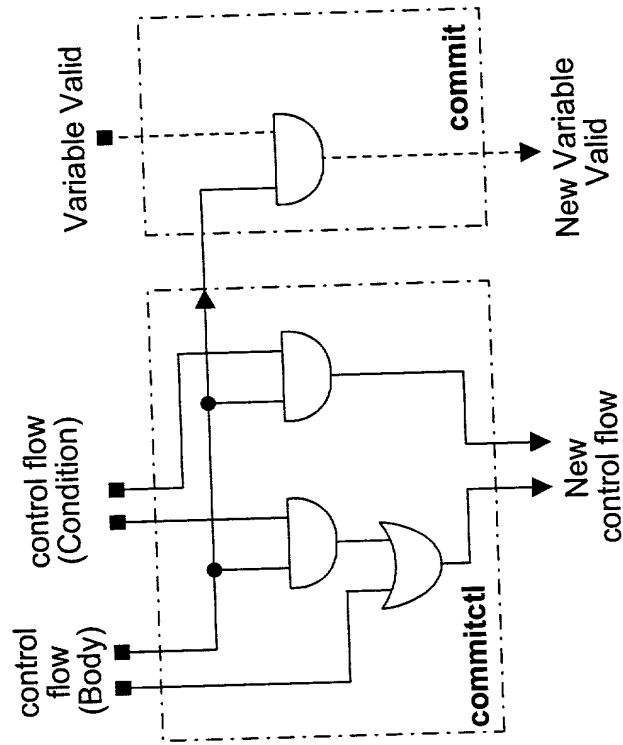 control
flow
(Body)
control flow
(Condition)
Variable Valid
commitctl
commit
New
control flow
New Variable
Valid